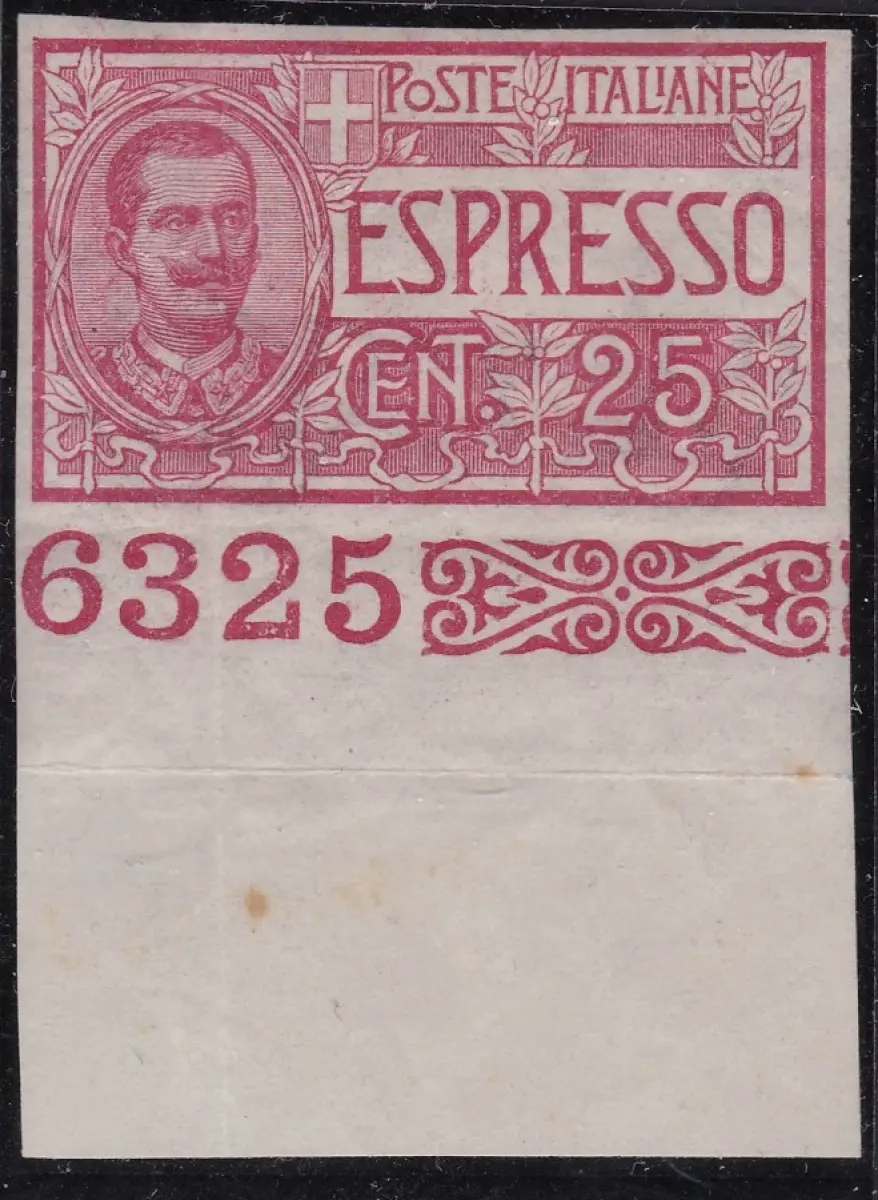 POSTE ITALIANE
ESPRESSO
CENT. 25
6325